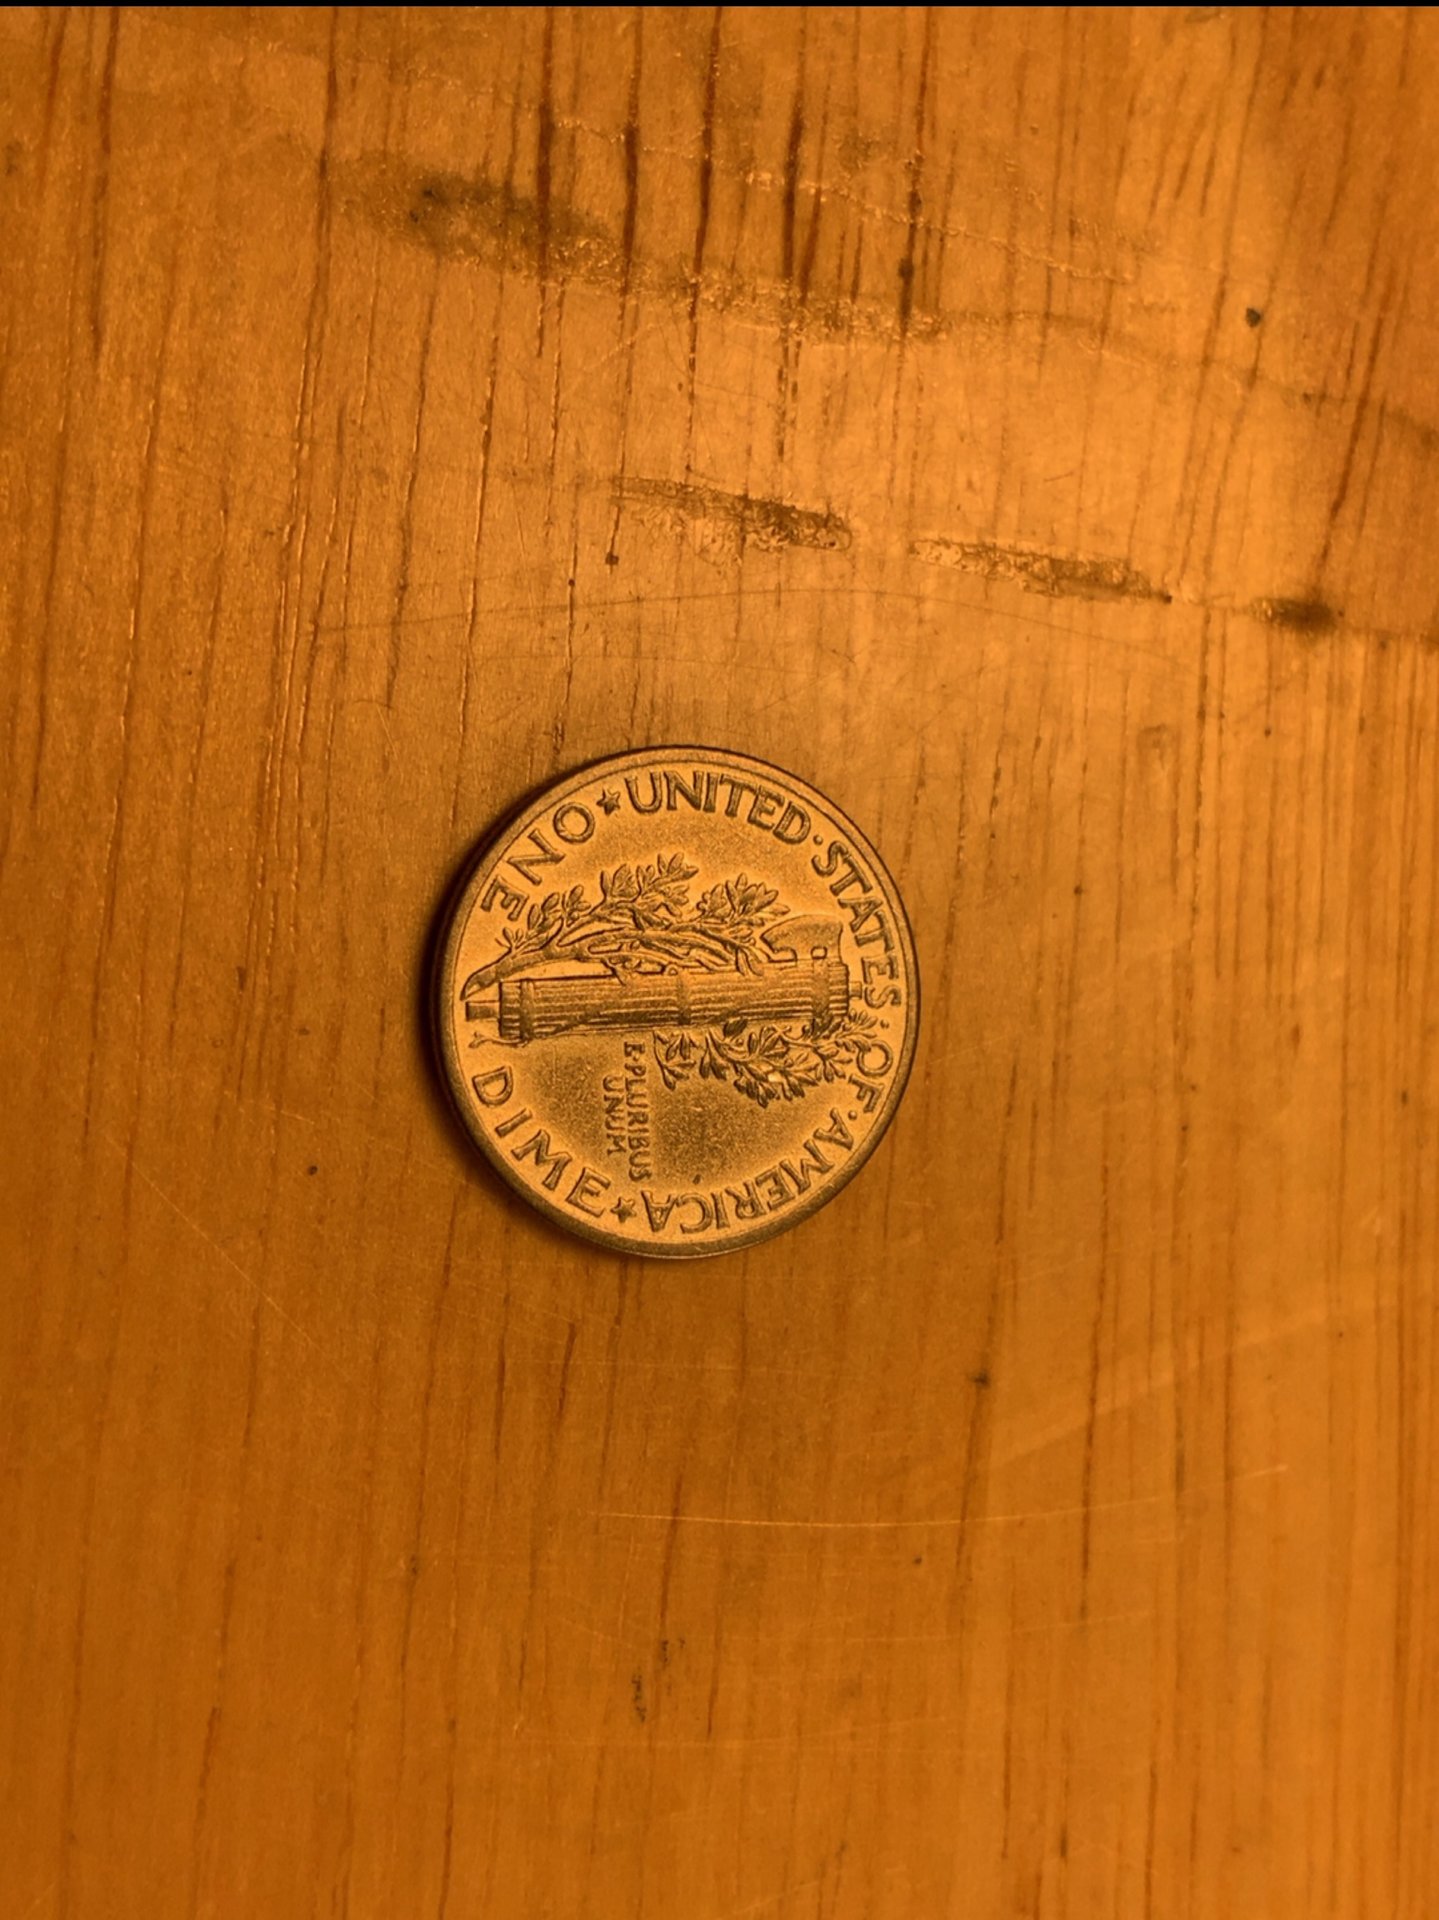 UNITED·STATES·OF·AMERICA
E·PLURIBUS
UNUM
ONE DIME